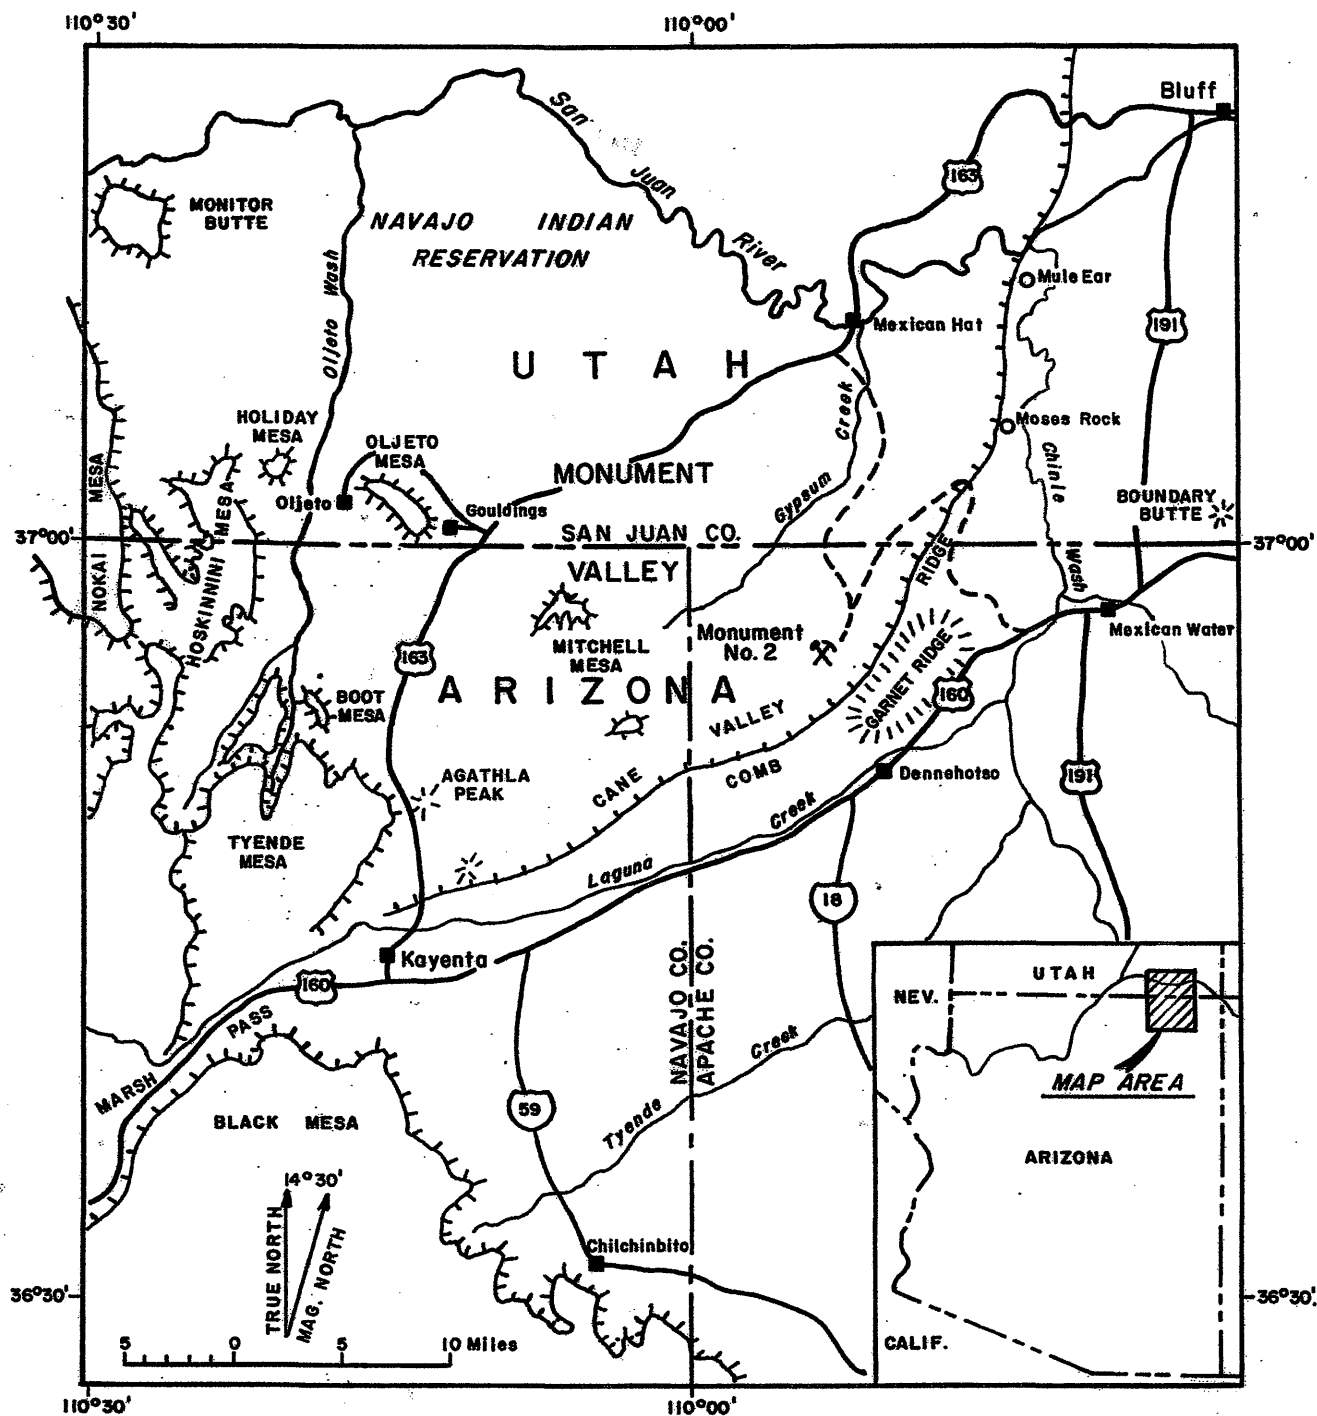 110°30'
110°00'
Bluff
San
163
Juan
MONITOR
BUTTE
NAVAJO INDIAN
RESERVATION
River
Oljeto Wash
Mule Ear
Mexican Hat
191
UTAH
Creek
HOLIDAY
MESA
OLJETO
MESA
Moses Rock
MONUMENT
Chinle
NOKAI MESA
HOSKINNINI MESA
Oljeto
Gouldings
Gypsum
BOUNDARY
BUTTE
37°00'
SAN JUAN CO.
37°00'
VALLEY
RIDGE
Wash
Monument
No. 2
Mexican Water
MITCHELL
MESA
163
GARNET RIDGE
160
ARIZONA
BOOT
MESA
VALLEY
CANE
COMB
AGATHLA
PEAK
Dennehotso
191
Creek
TYENDE
MESA
Laguna
18
Kayenta
160
NAVAJO CO.
APACHE CO.
UTAH
NEV.
PASS
MARSH
Creek
MAP AREA
59
Tyende
BLACK MESA
ARIZONA
14°30'
TRUE NORTH
MAG. NORTH
Chilchinbito
36°30'
36°30'
5 0 5 10 Miles
CALIF.
110°30'
110°00'